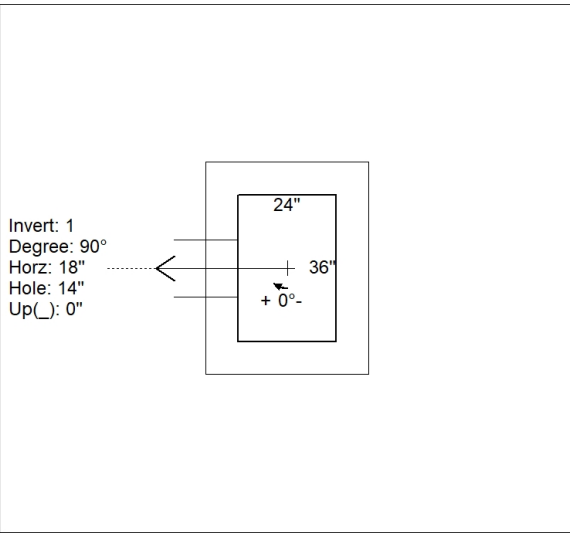 24"
Invert: 1
Degree: 90°
Horz: 18"
Hole: 14"
Up(_): 0"
36"
+ 0°-